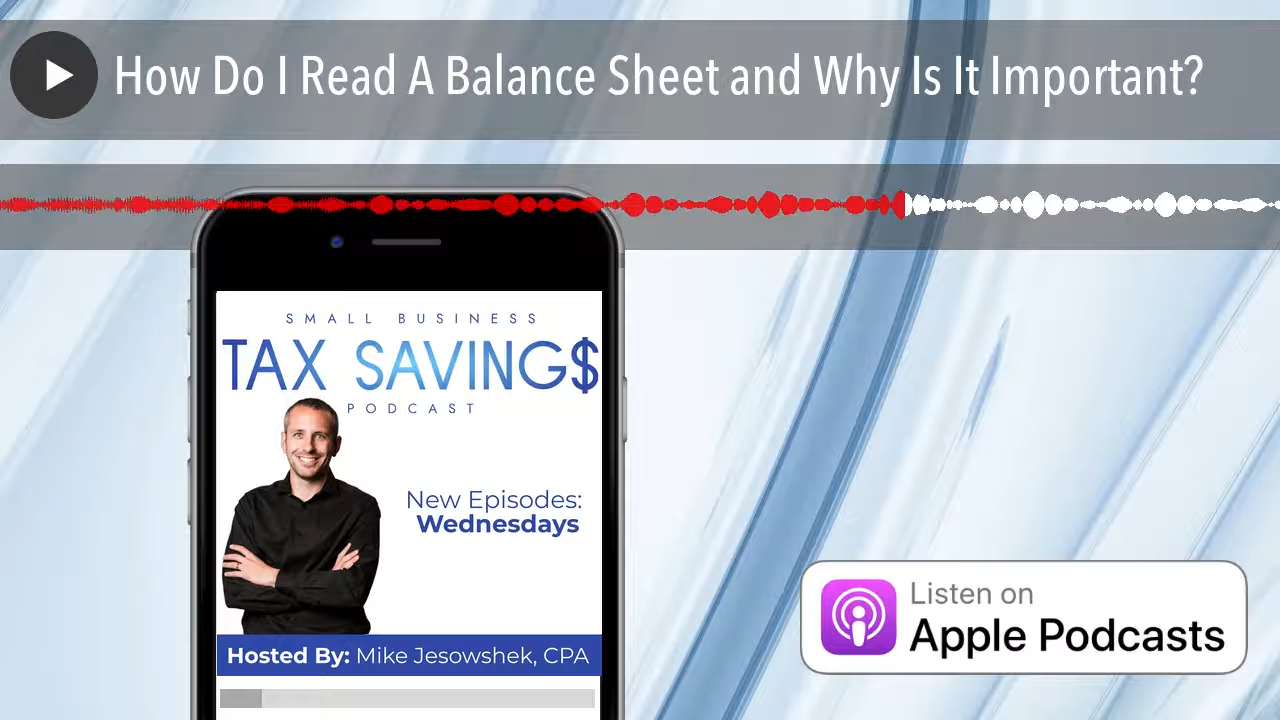 How Do I Read A Balance Sheet and Why Is It Important?
SMALL BUSINESS
TAX SAVING$
PODCAST
New Episodes:
Wednesdays
Hosted By: Mike Jesowshek, CPA
Listen on
Apple Podcasts